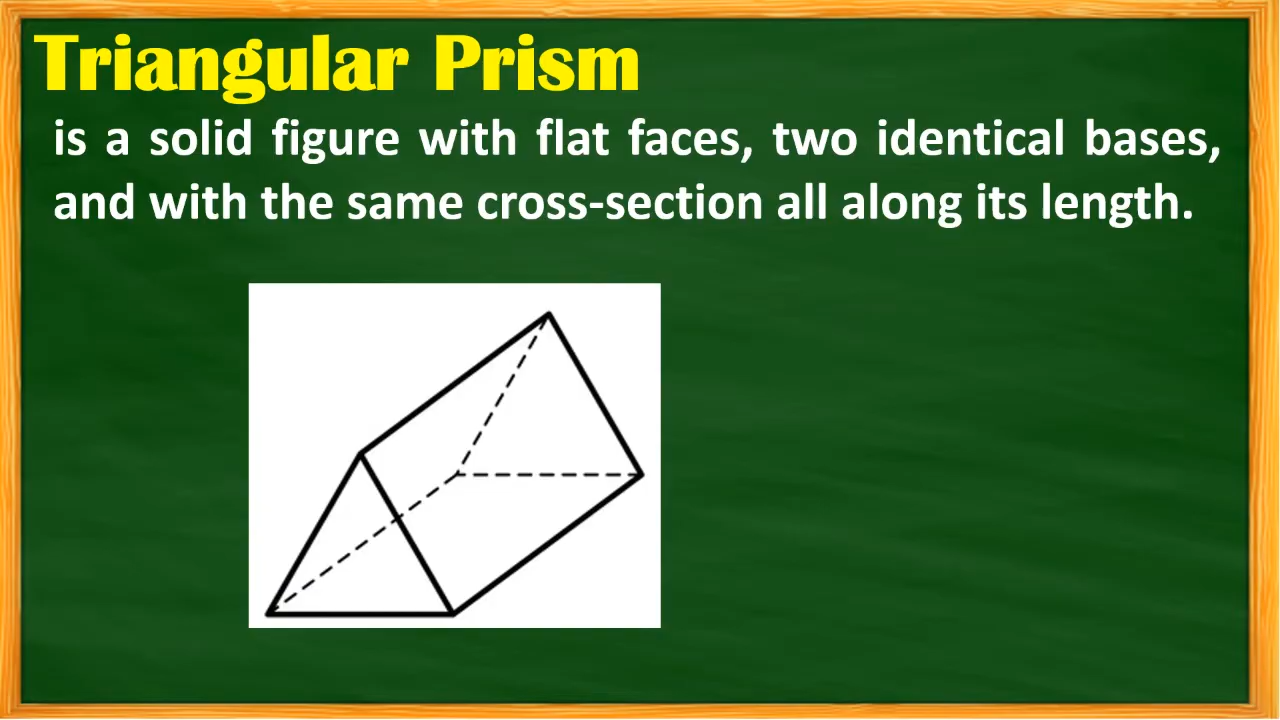 Triangular Prism
is a solid figure with flat faces, two identical bases,
and with the same cross-section all along its length.